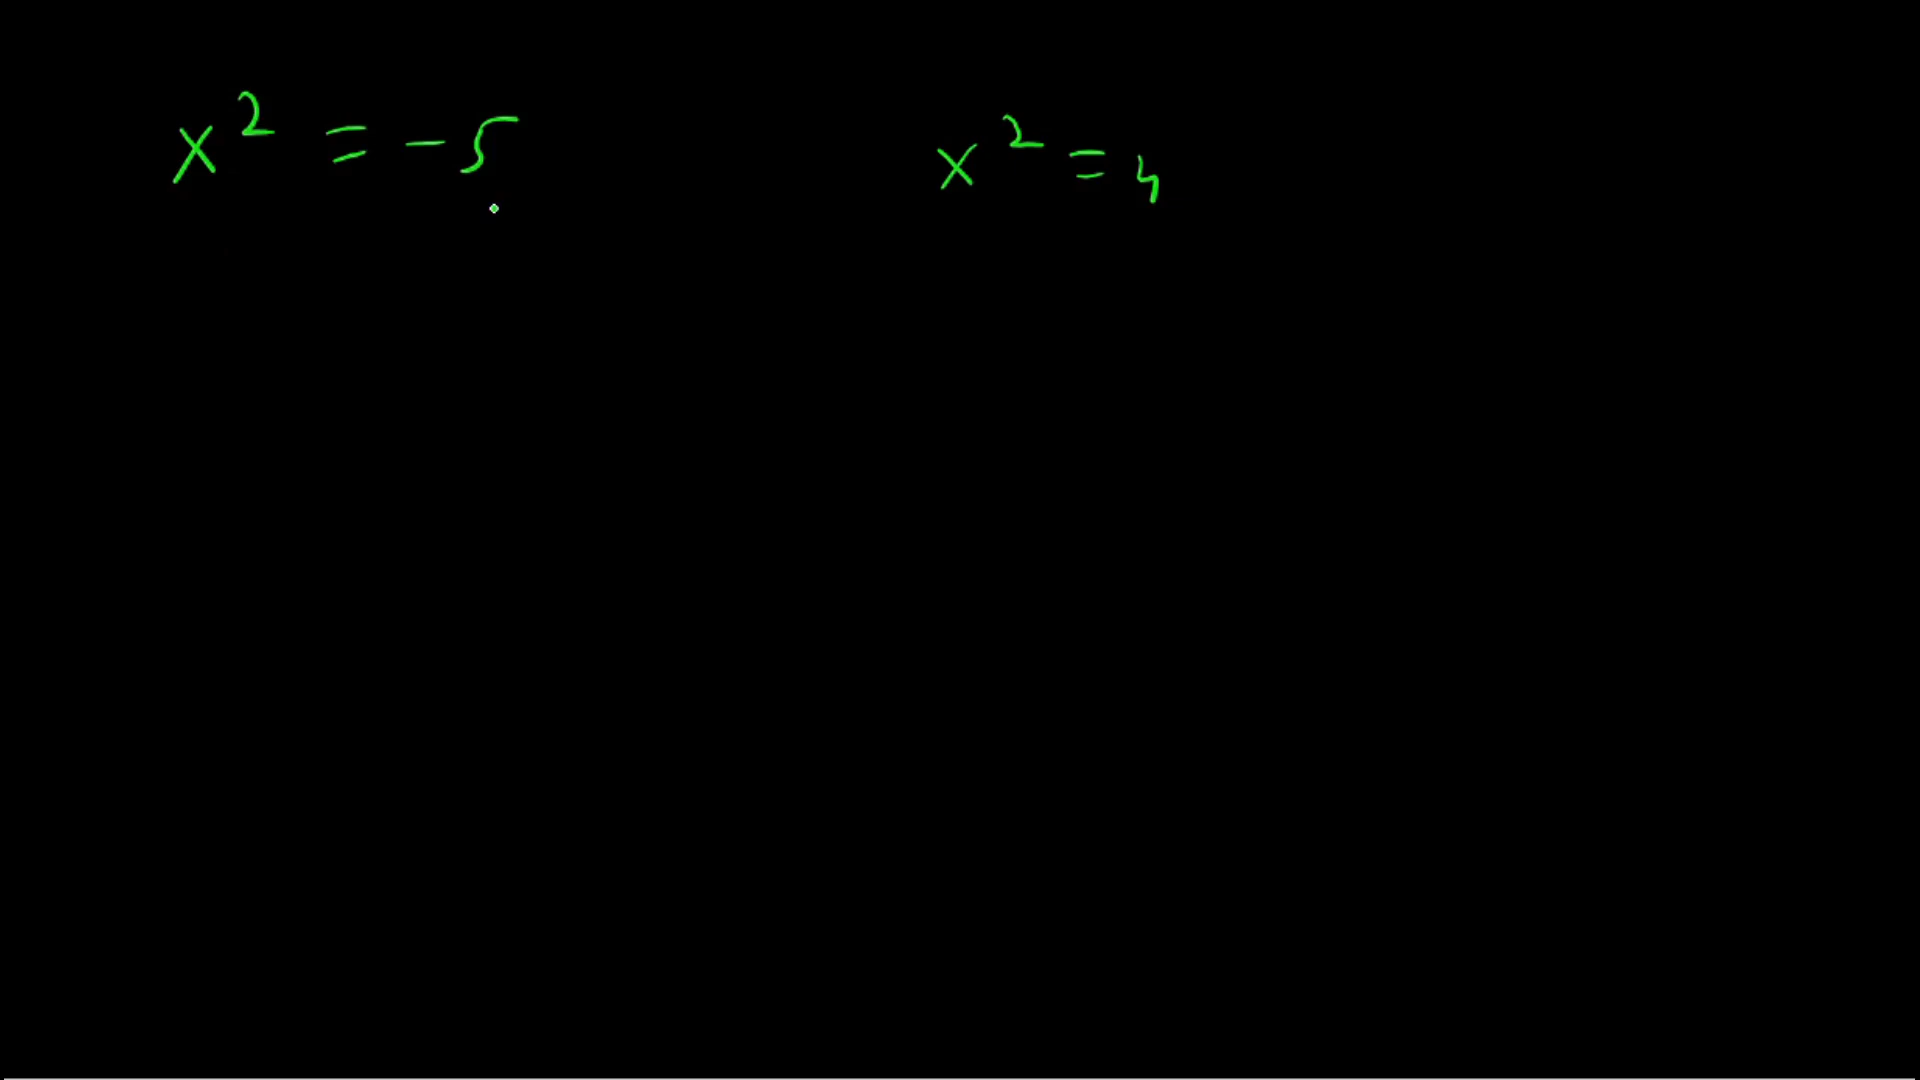 x² = -5
x² = 4